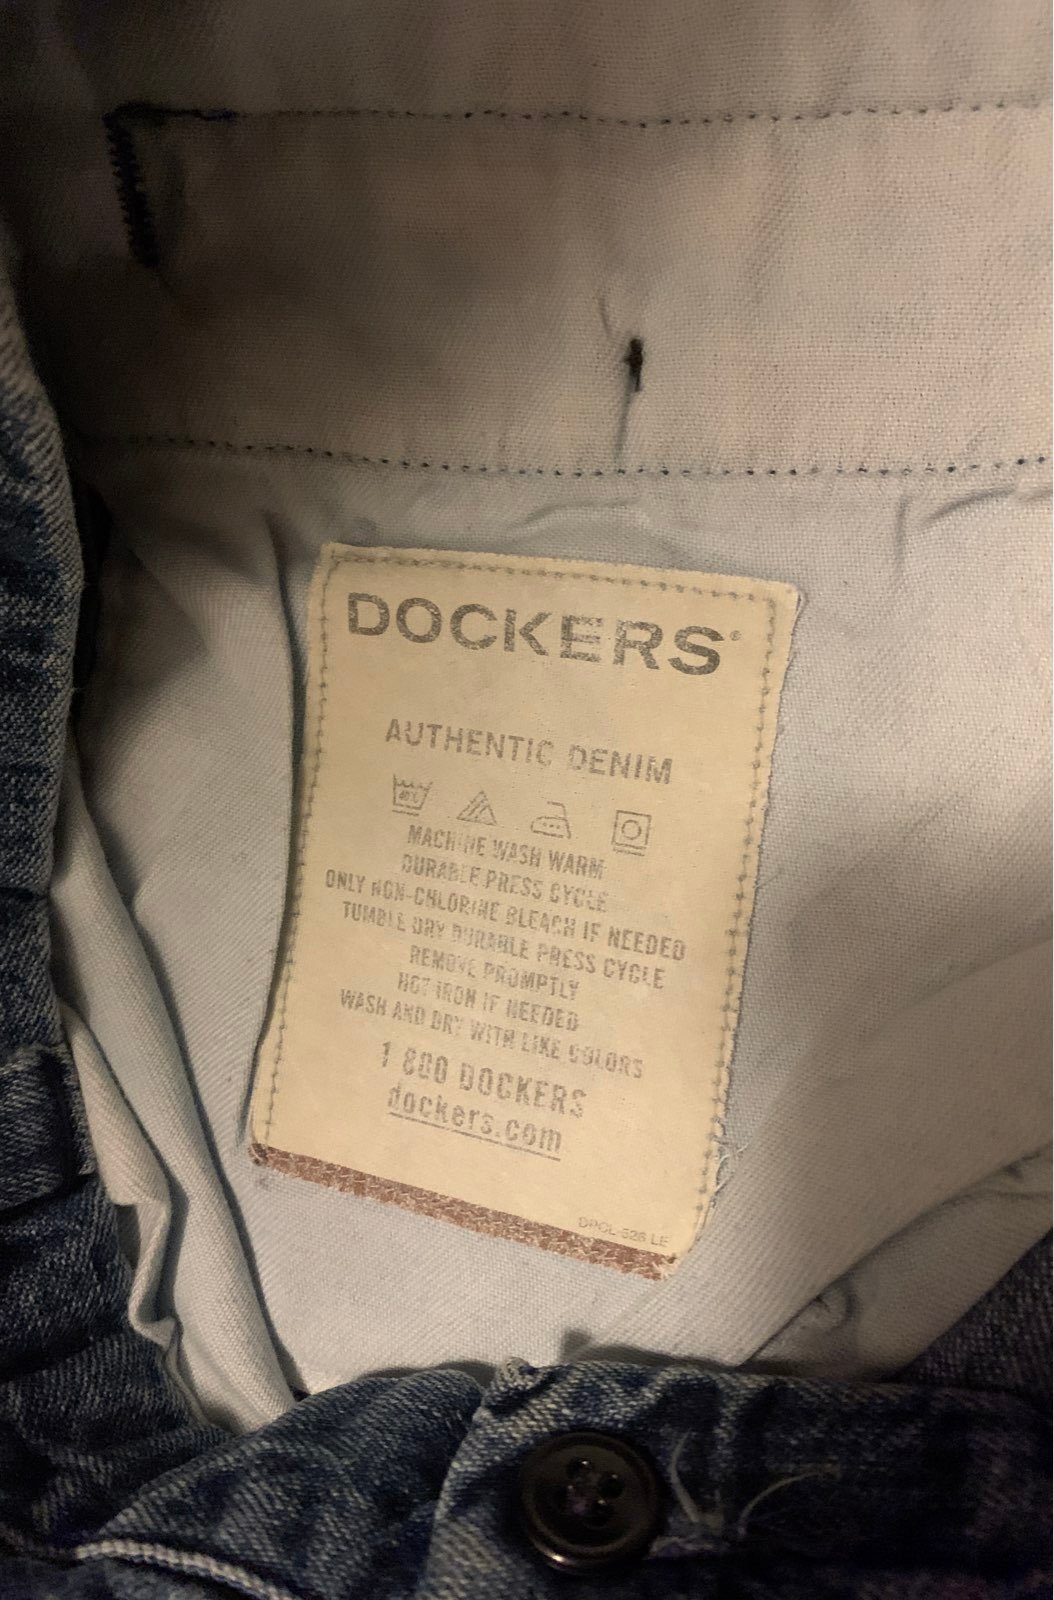 DOCKERS®
AUTHENTIC DENIM
MACHINE WASH WARM
DURABLE PRESS CYCLE
ONLY NON-CHLORINE BLEACH IF NEEDED
TUMBLE DRY DURABLE PRESS CYCLE
REMOVE PROMPTLY
HOT IRON IF NEEDED
WASH AND DRY WITH LIKE COLORS
1 800 DOCKERS
dockers.com